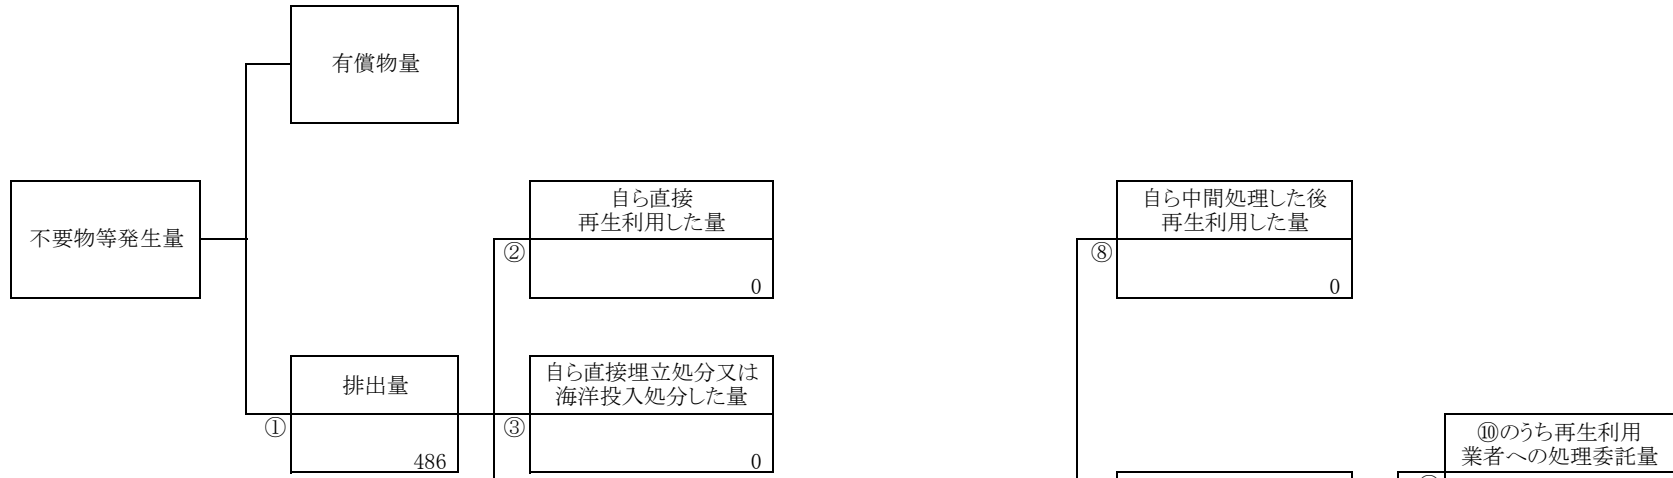 有償物量
不要物等発生量
自ら直接
再生利用した量
②
0
自ら中間処理した後
再生利用した量
⑧
0
排出量
①
486
自ら直接埋立処分又は
海洋投入処分した量
③
0
⑩のうち再生利用
業者への処理委託量